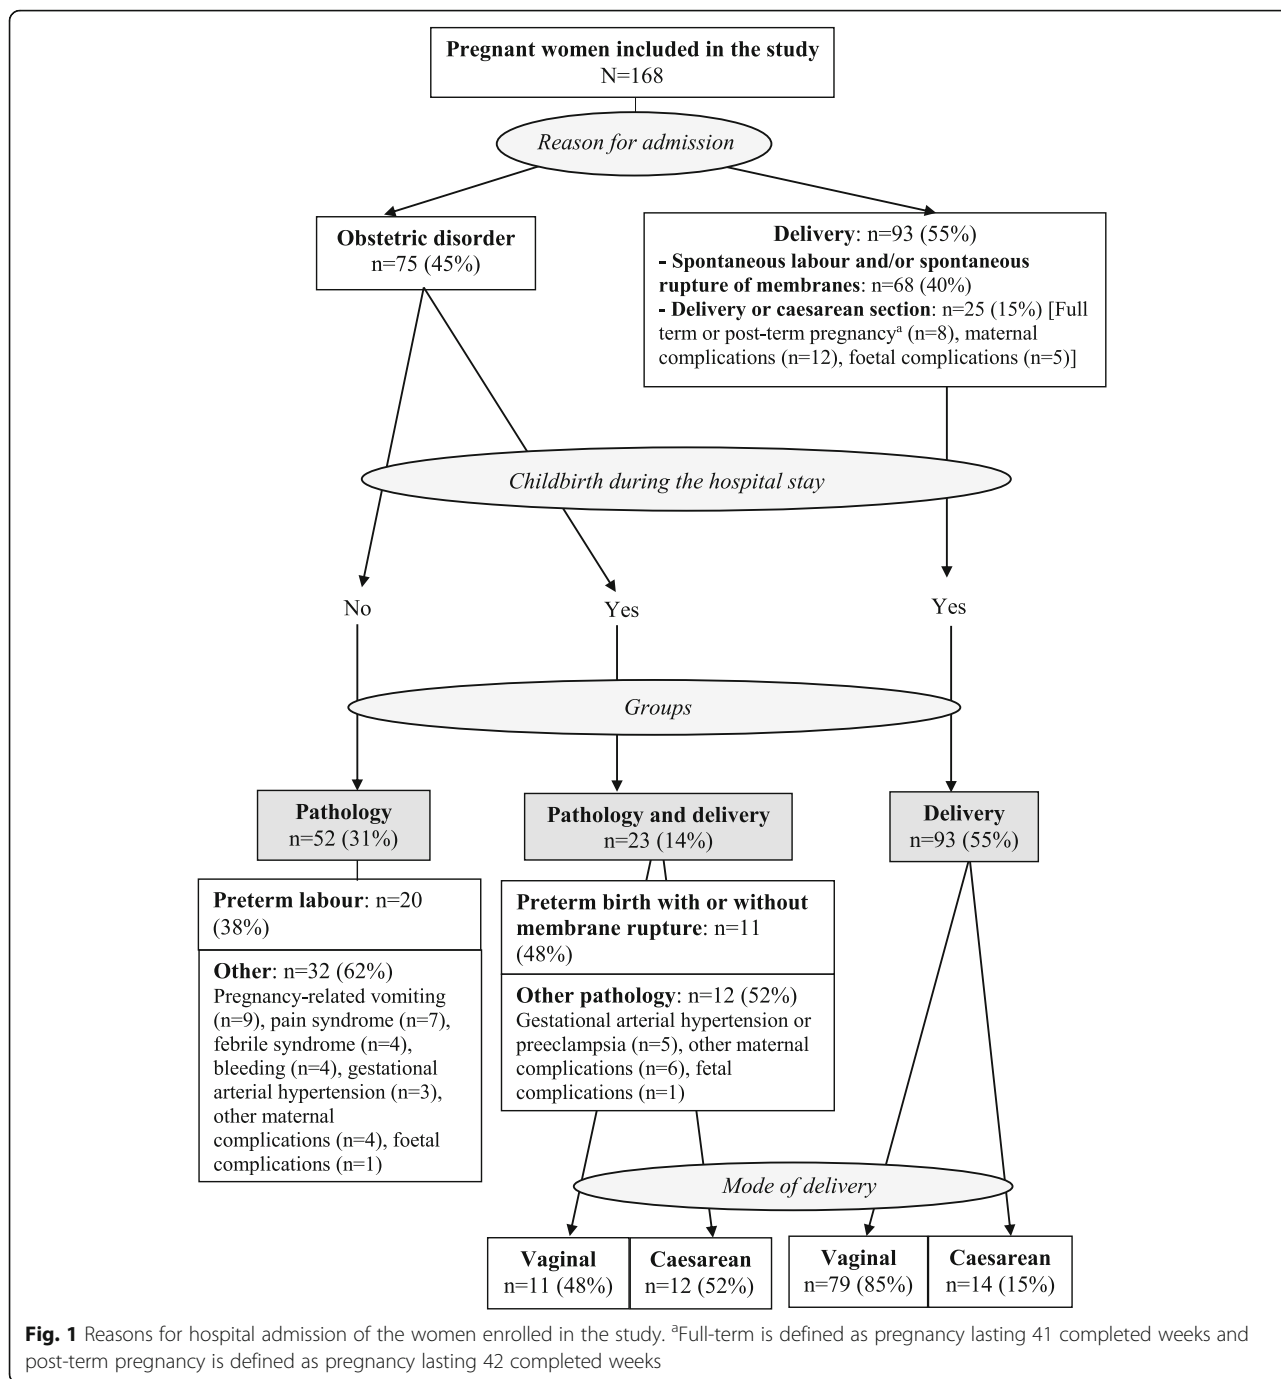 Pregnant women included in the study
N=168
Reason for admission
Obstetric disorder
n=75 (45%)
Delivery: n=93 (55%)
- Spontaneous labour and/or spontaneous
rupture of membranes: n=68 (40%)
- Delivery or caesarean section: n=25 (15%) [Full
term or post-term pregnancyᵃ (n=8), maternal
complications (n=12), foetal complications (n=5)]
Childbirth during the hospital stay
No
Yes
Yes
Groups
Pathology
n=52 (31%)
Pathology and delivery
n=23 (14%)
Delivery
n=93 (55%)
Preterm labour: n=20
(38%)
Other: n=32 (62%)
Pregnancy-related vomiting
(n=9), pain syndrome (n=7),
febrile syndrome (n=4),
bleeding (n=4), gestational
arterial hypertension (n=3),
other maternal
complications (n=4), foetal
complications (n=1)
Preterm birth with or without
membrane rupture: n=11
(48%)
Other pathology: n=12 (52%)
Gestational arterial hypertension or
preeclampsia (n=5), other maternal
complications (n=6), fetal
complications (n=1)
Mode of delivery
Vaginal
n=11 (48%)
Caesarean
n=12 (52%)
Vaginal
n=79 (85%)
Caesarean
n=14 (15%)
Fig. 1 Reasons for hospital admission of the women enrolled in the study. ᵃFull-term is defined as pregnancy lasting 41 completed weeks and
post-term pregnancy is defined as pregnancy lasting 42 completed weeks